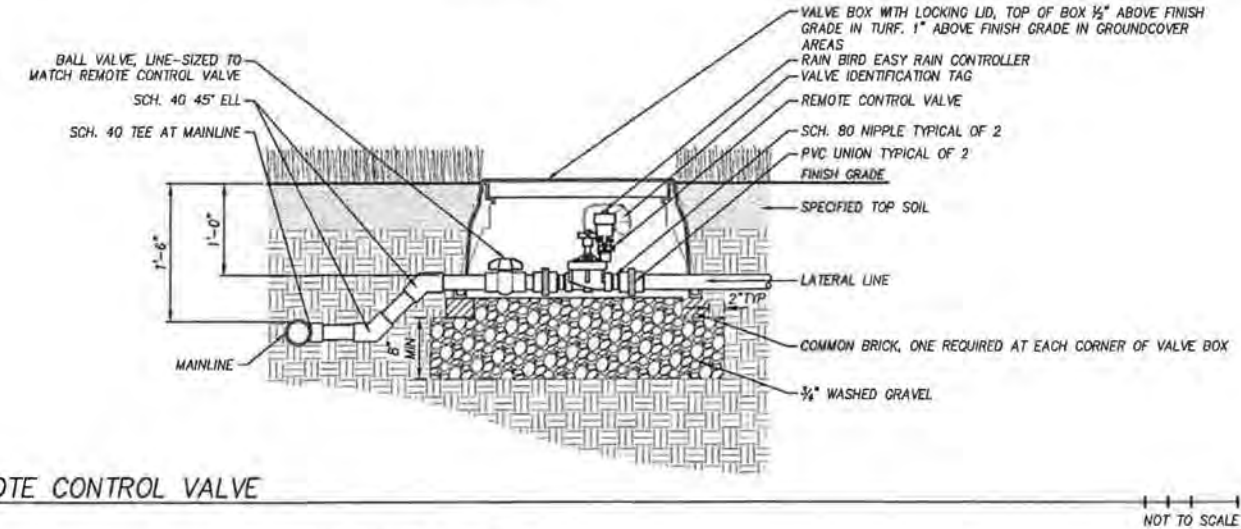 VALVE BOX WITH LOCKING LID, TOP OF BOX ½" ABOVE FINISH
GRADE IN TURF. 1" ABOVE FINISH GRADE IN GROUNDCOVER
AREAS
BALL VALVE, LINE-SIZED TO
MATCH REMOTE CONTROL VALVE
RAIN BIRD EASY RAIN CONTROLLER
VALVE IDENTIFICATION TAG
SCH. 40 45° ELL
REMOTE CONTROL VALVE
SCH. 40 TEE AT MAINLINE
SCH. 80 NIPPLE TYPICAL OF 2
PVC UNION TYPICAL OF 2
FINISH GRADE
SPECIFIED TOP SOIL
1'-6"
1'-0"
LATERAL LINE
2" TYP
MAINLINE
6"
MIN
COMMON BRICK, ONE REQUIRED AT EACH CORNER OF VALVE BOX
¾" WASHED GRAVEL
OTE CONTROL VALVE
NOT TO SCALE